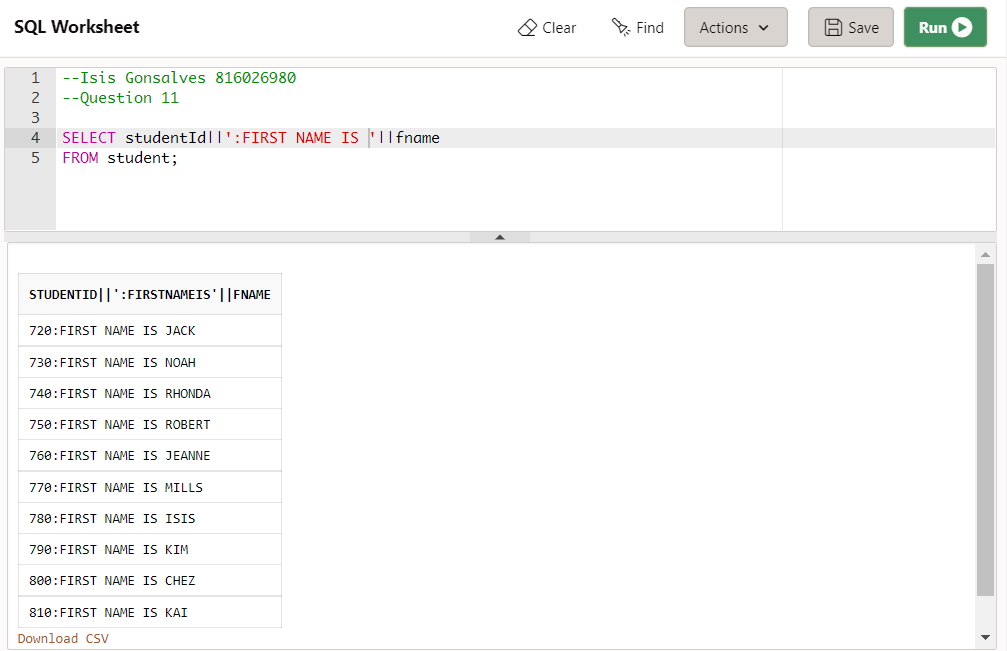 SQL Worksheet
Clear
Find
Actions
Save
Run
1 --Isis Gonsalves 816026980
2 --Question 11
3
4 SELECT studentId||':FIRST NAME IS '||fname
5 FROM student;
STUDENTID||':FIRSTNAMEIS'||FNAME
720:FIRST NAME IS JACK
730:FIRST NAME IS NOAH
740:FIRST NAME IS RHONDA
750:FIRST NAME IS ROBERT
760:FIRST NAME IS JEANNE
770:FIRST NAME IS MILLS
780:FIRST NAME IS ISIS
790:FIRST NAME IS KIM
800:FIRST NAME IS CHEZ
810:FIRST NAME IS KAI
Download CSV